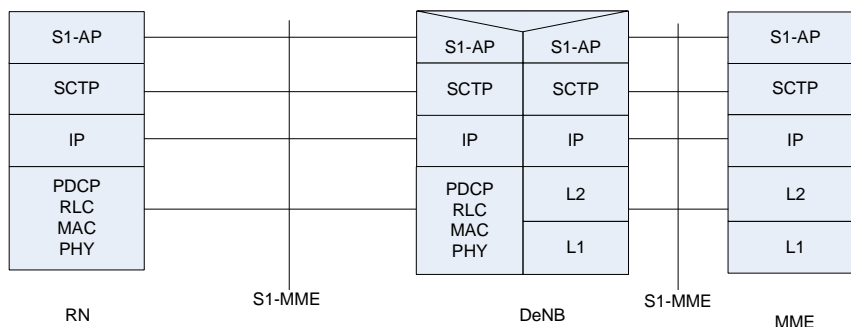 S1-AP
SCTP
IP
PDCP
RLC
MAC
PHY
RN
S1-MME
S1-AP S1-AP
SCTP SCTP
IP IP
PDCP
RLC
MAC
PHY
L2
L1
DeNB
S1-MME
S1-AP
SCTP
IP
L2
L1
MME